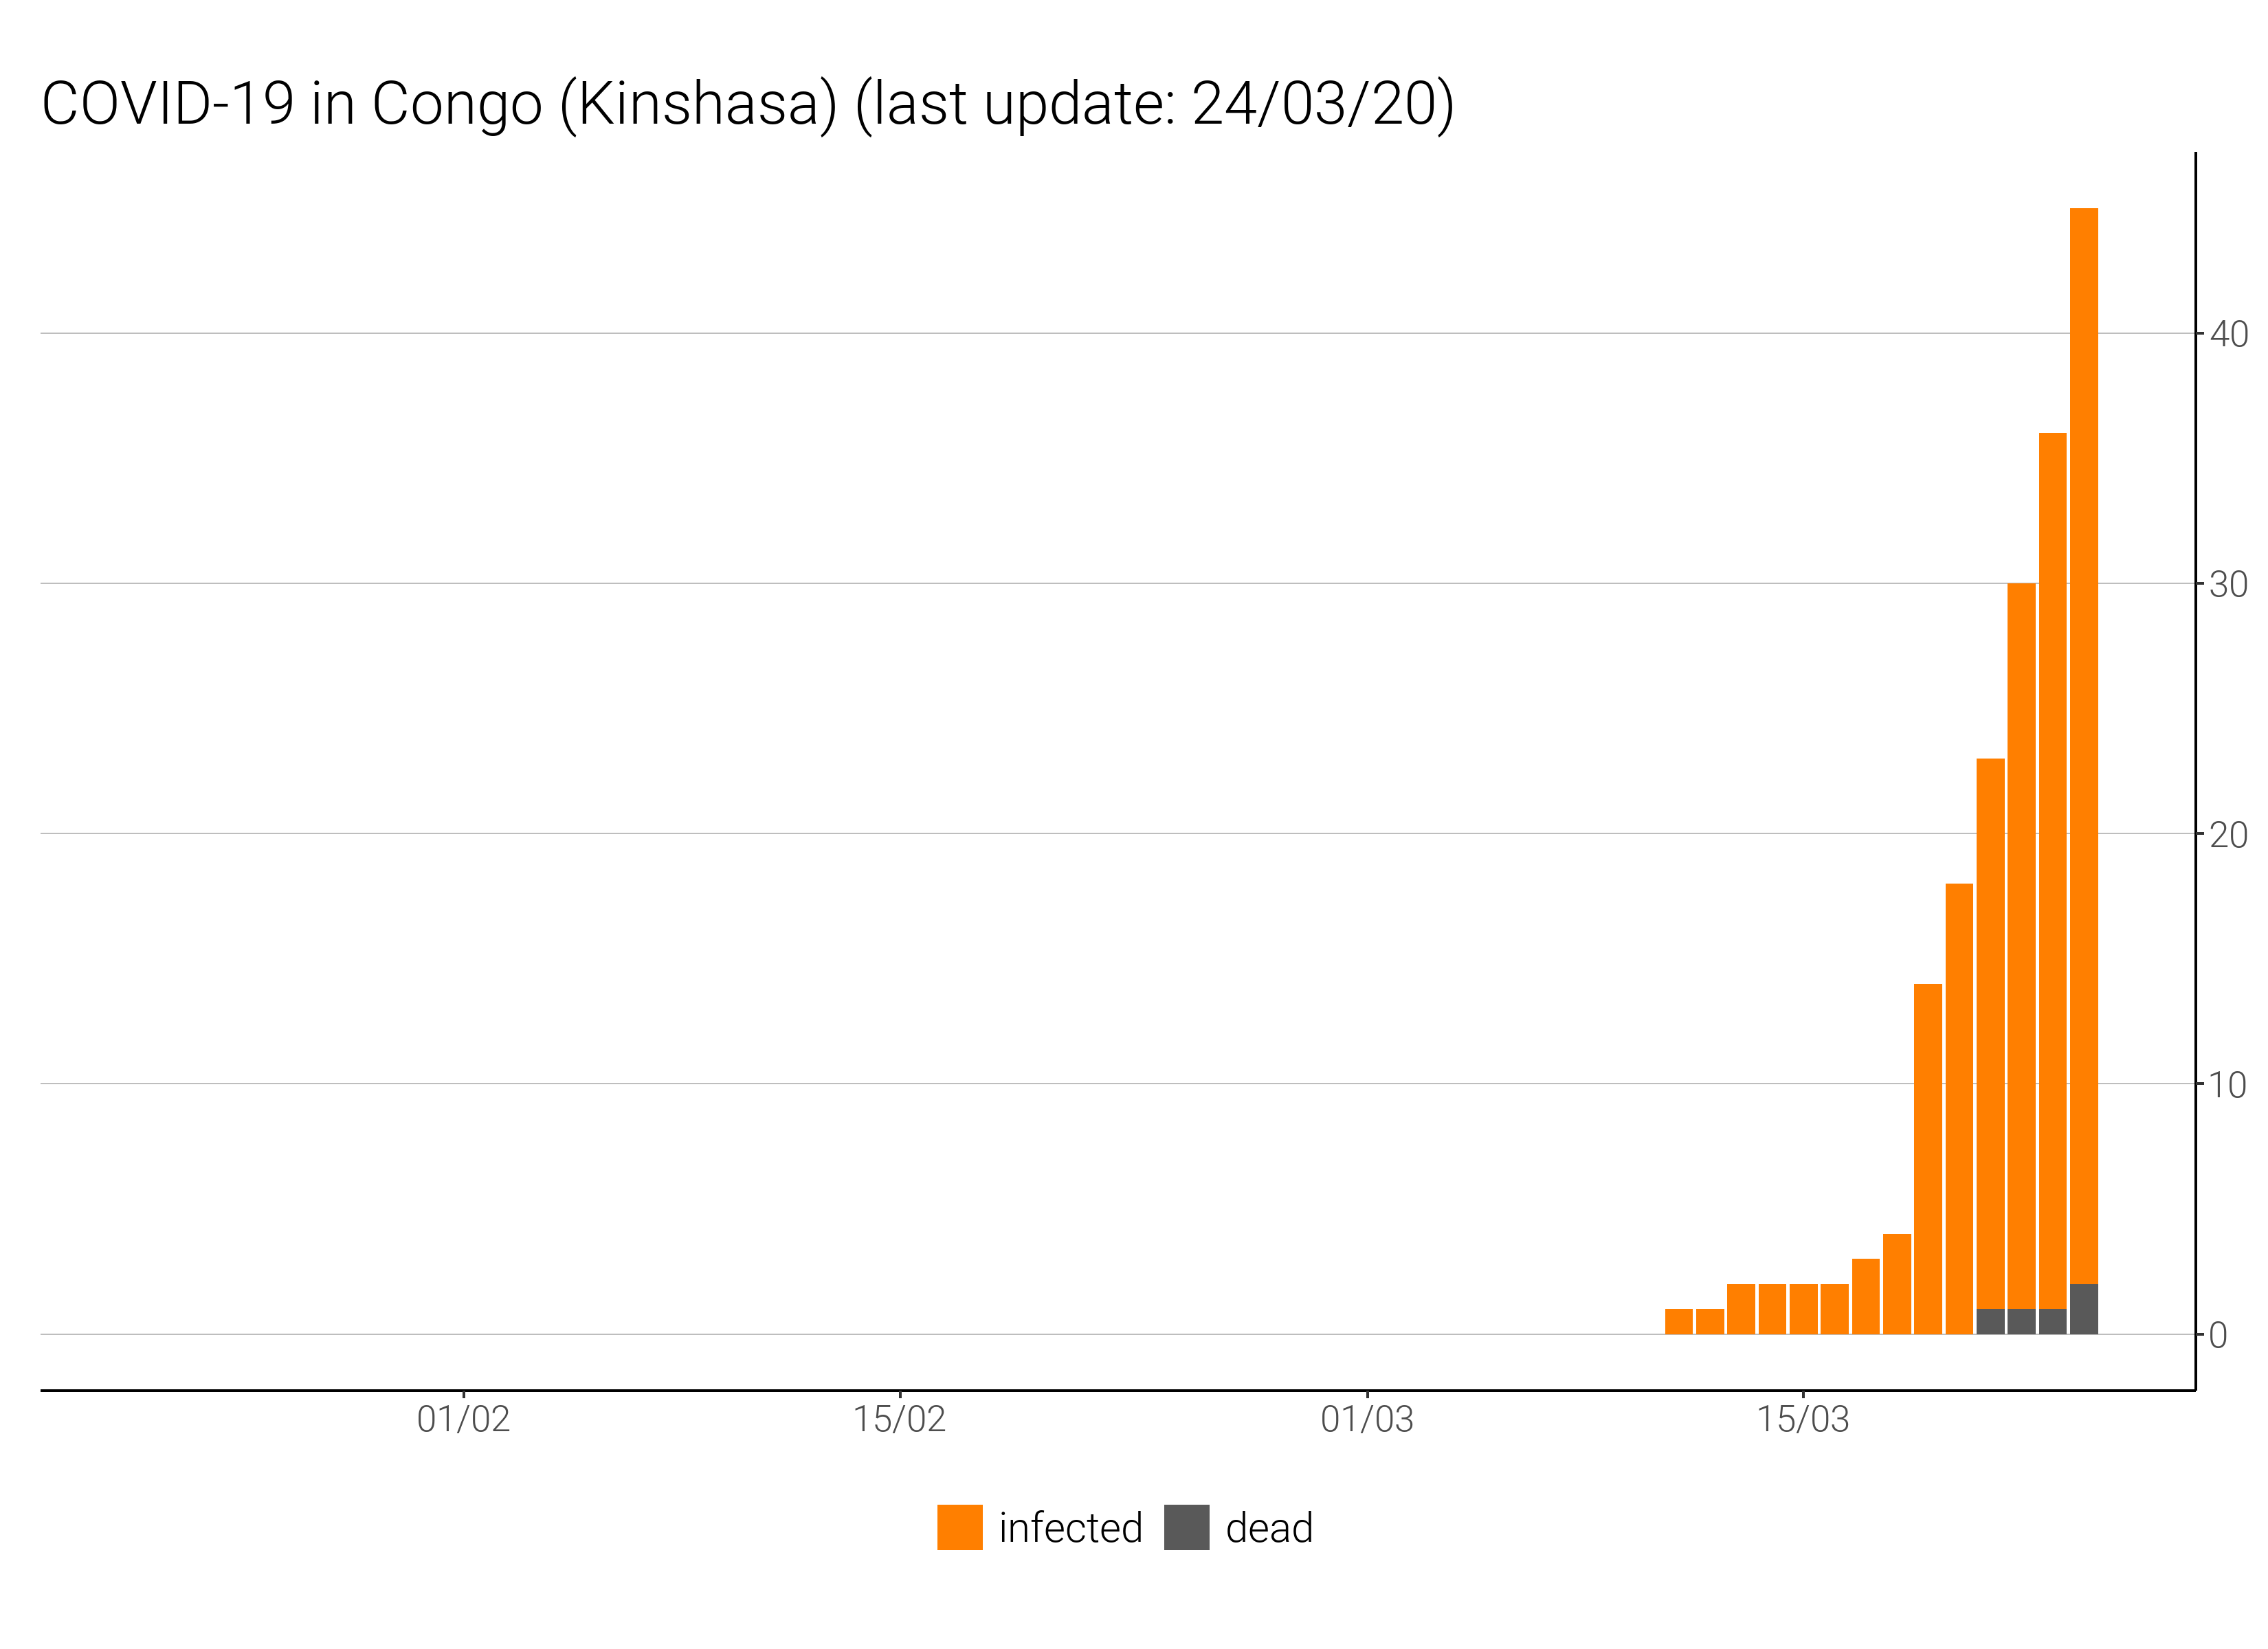 COVID-19 in Congo (Kinshasa) (last update: 24/03/20)
40
30
20
10
0
01/02 15/02 01/03 15/03
infected dead